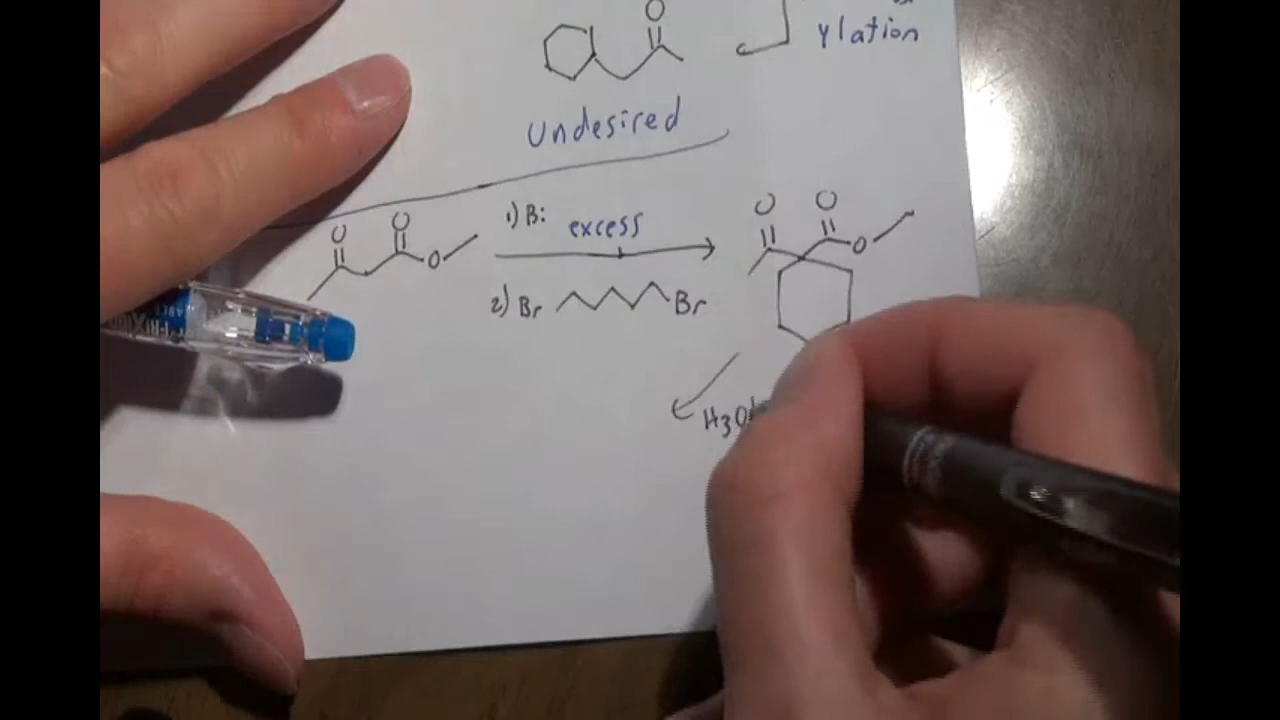 O
ylation
Undesired
O O
O
1) B: excess
2) Br Br
O O
O
H3O